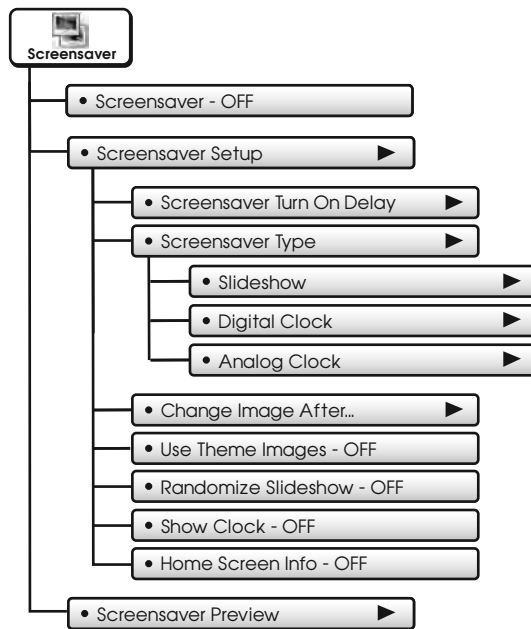 Screensaver
• Screensaver - OFF
• Screensaver Setup
• Screensaver Turn On Delay
• Screensaver Type
• Slideshow
• Digital Clock
• Analog Clock
• Change Image After...
• Use Theme Images - OFF
• Randomize Slideshow - OFF
• Show Clock - OFF
• Home Screen Info - OFF
• Screensaver Preview